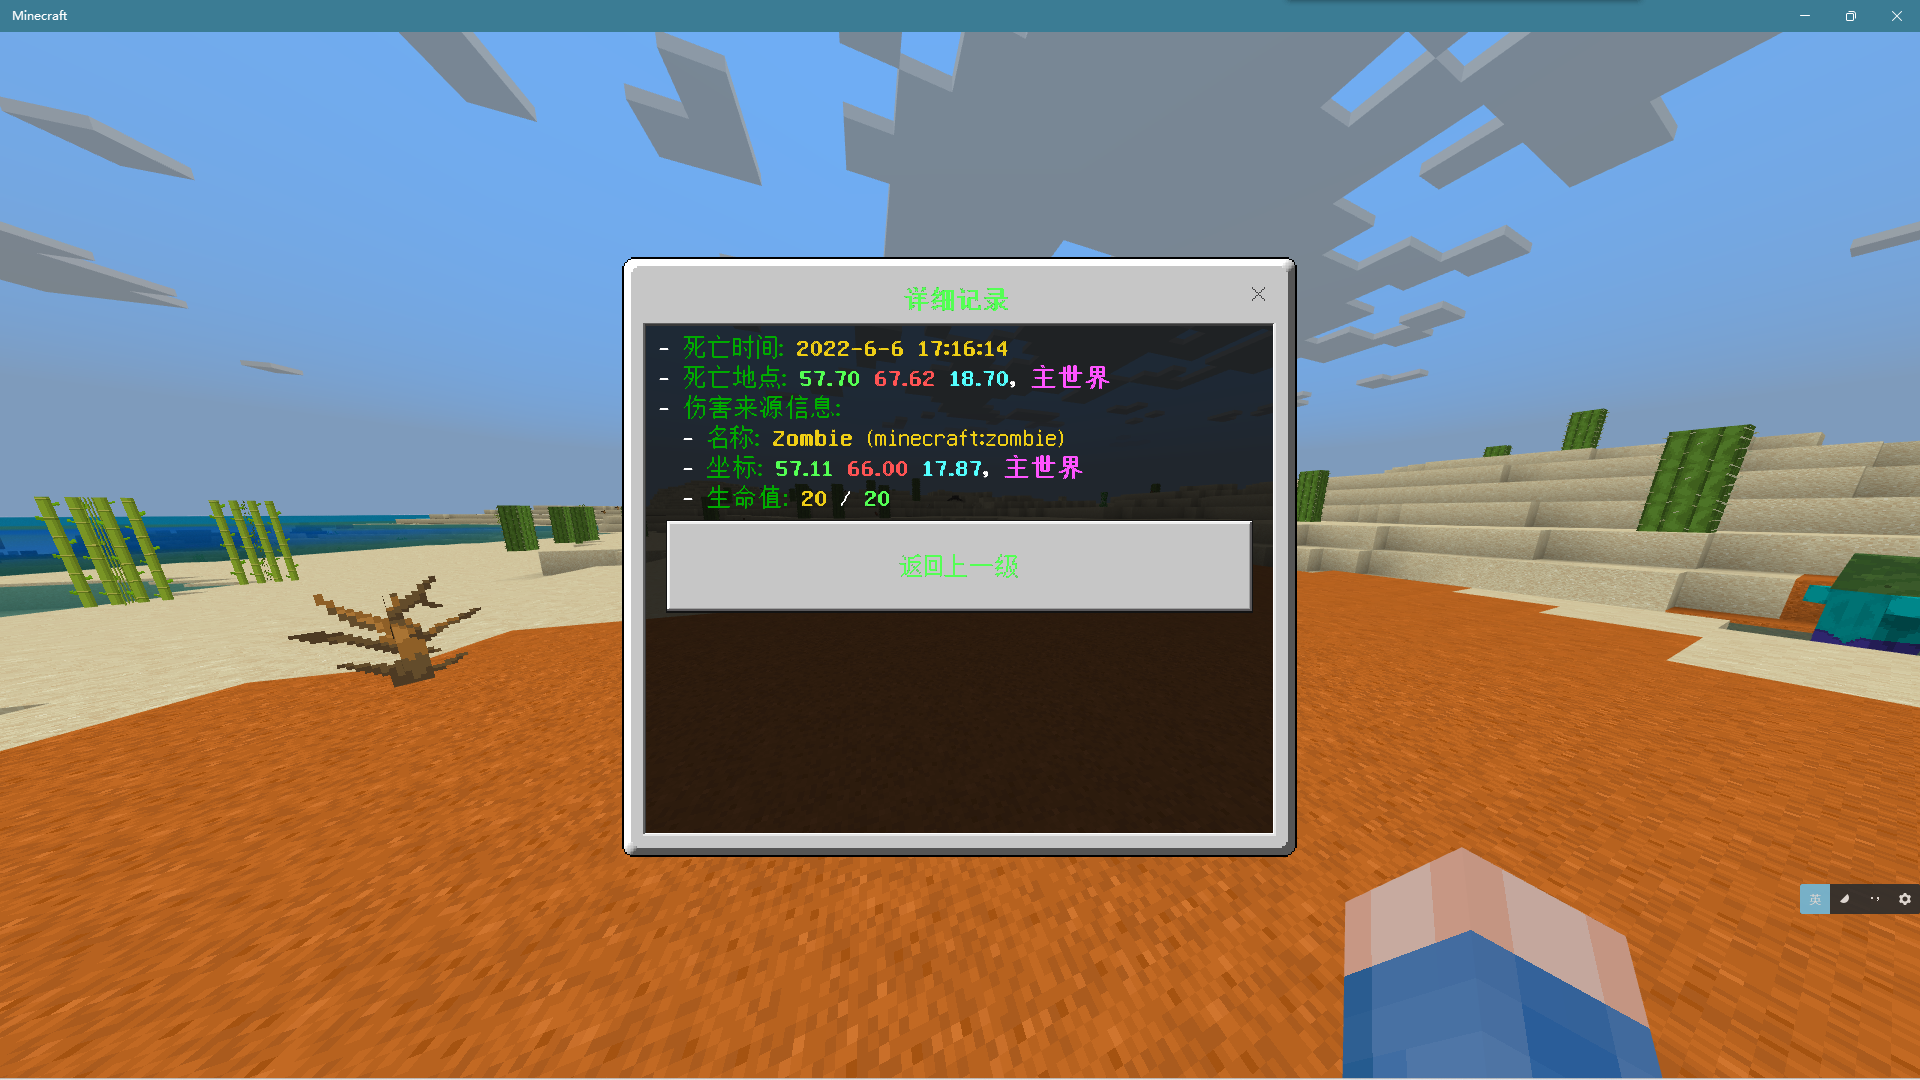 Minecraft
详细记录
- 死亡时间: 2022-6-6 17:16:14
- 死亡地点: 57.70 67.62 18.70, 主世界
- 伤害来源信息:
- 名称: Zombie (minecraft:zombie)
- 坐标: 57.11 66.00 17.87, 主世界
- 生命值: 20 / 20
返回上一级
英